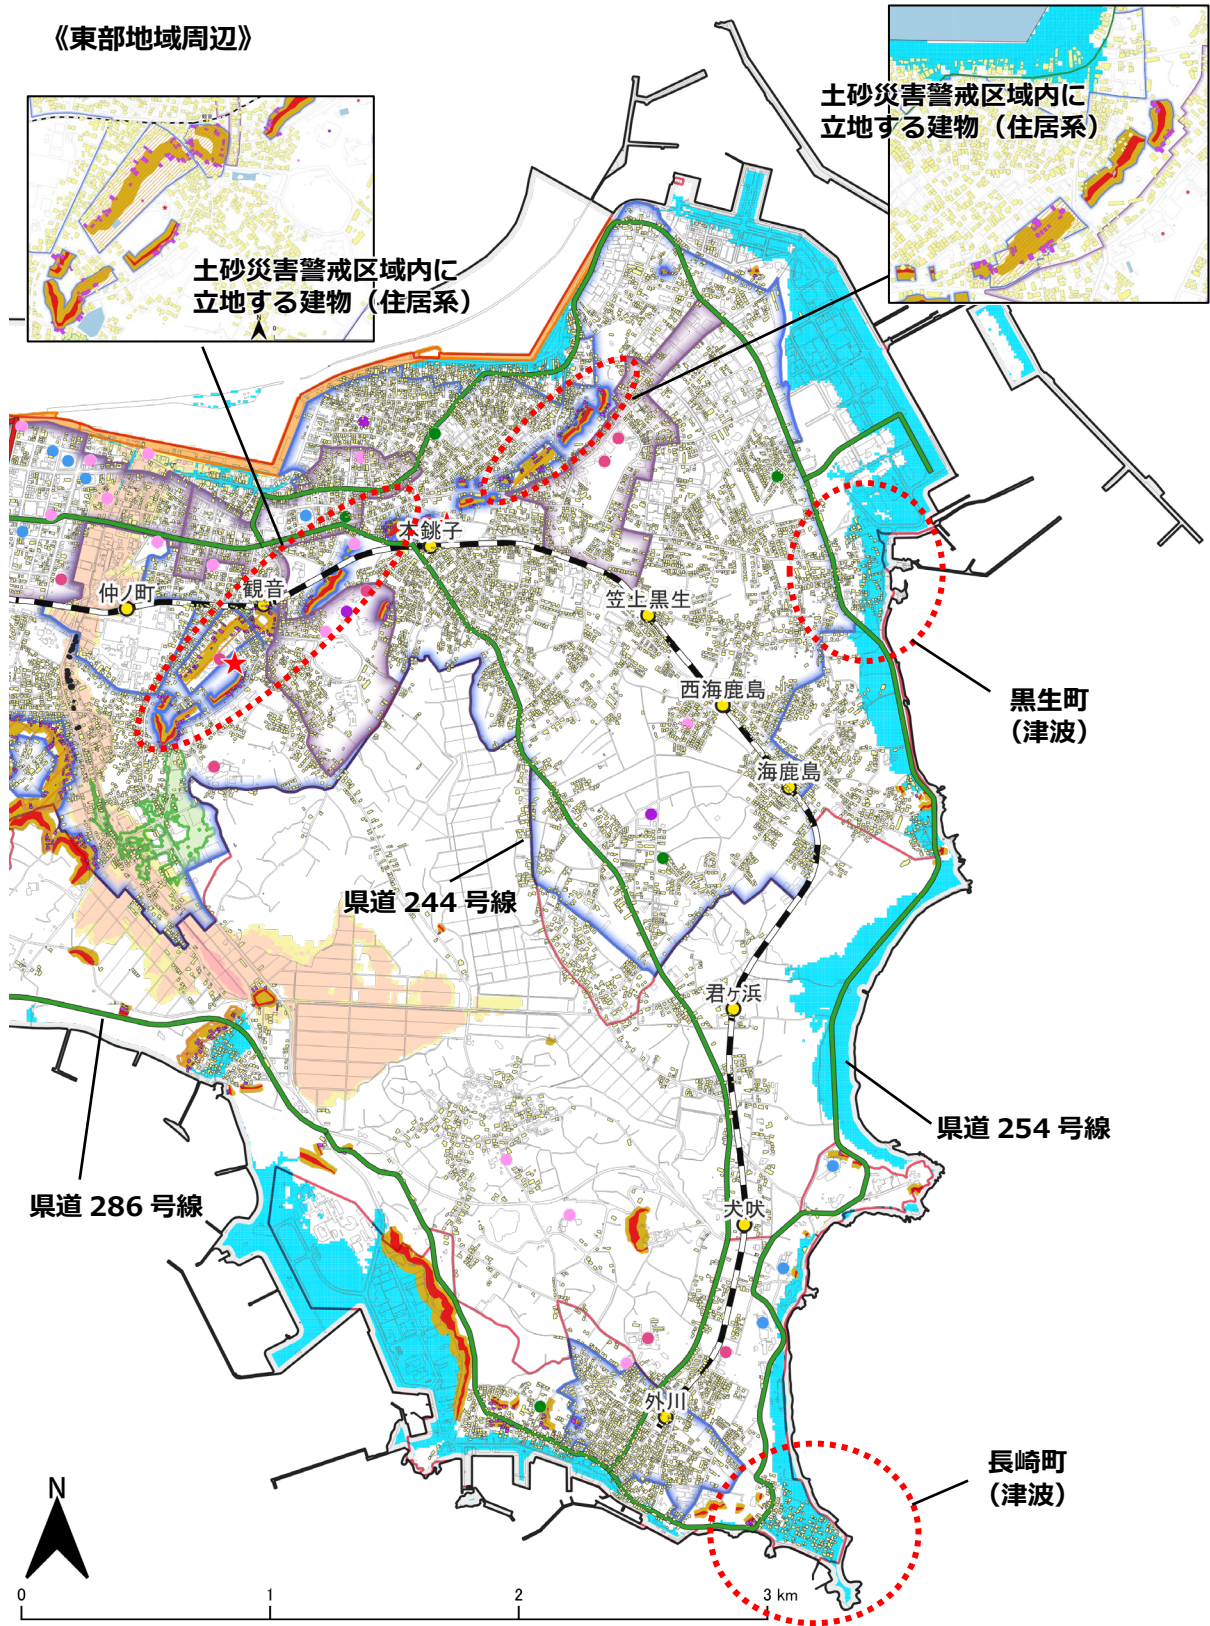 《東部地域周辺》
土砂災害警戒区域内に
立地する建物（住居系）
土砂災害警戒区域内に
立地する建物（住居系）
本銚子
仲ノ町
観音
笠上黒生
西海鹿島
黒生町
（津波）
海鹿島
県道 244 号線
君ヶ浜
県道 254 号線
県道 286 号線
犬吠
外川
長崎町
（津波）
N
0
1
2
3 km